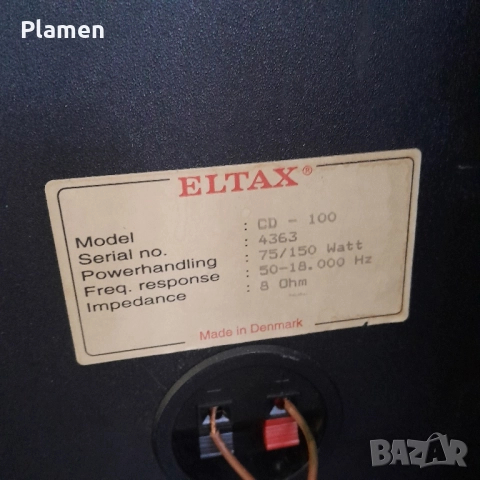 Plamen
ELTAX®
Model : CD - 100
Serial no. : 4363
Powerhandling : 75/150 Watt
Freq. response : 50-18.000 Hz
Impedance : 8 Ohm
Made in Denmark
BAZAR